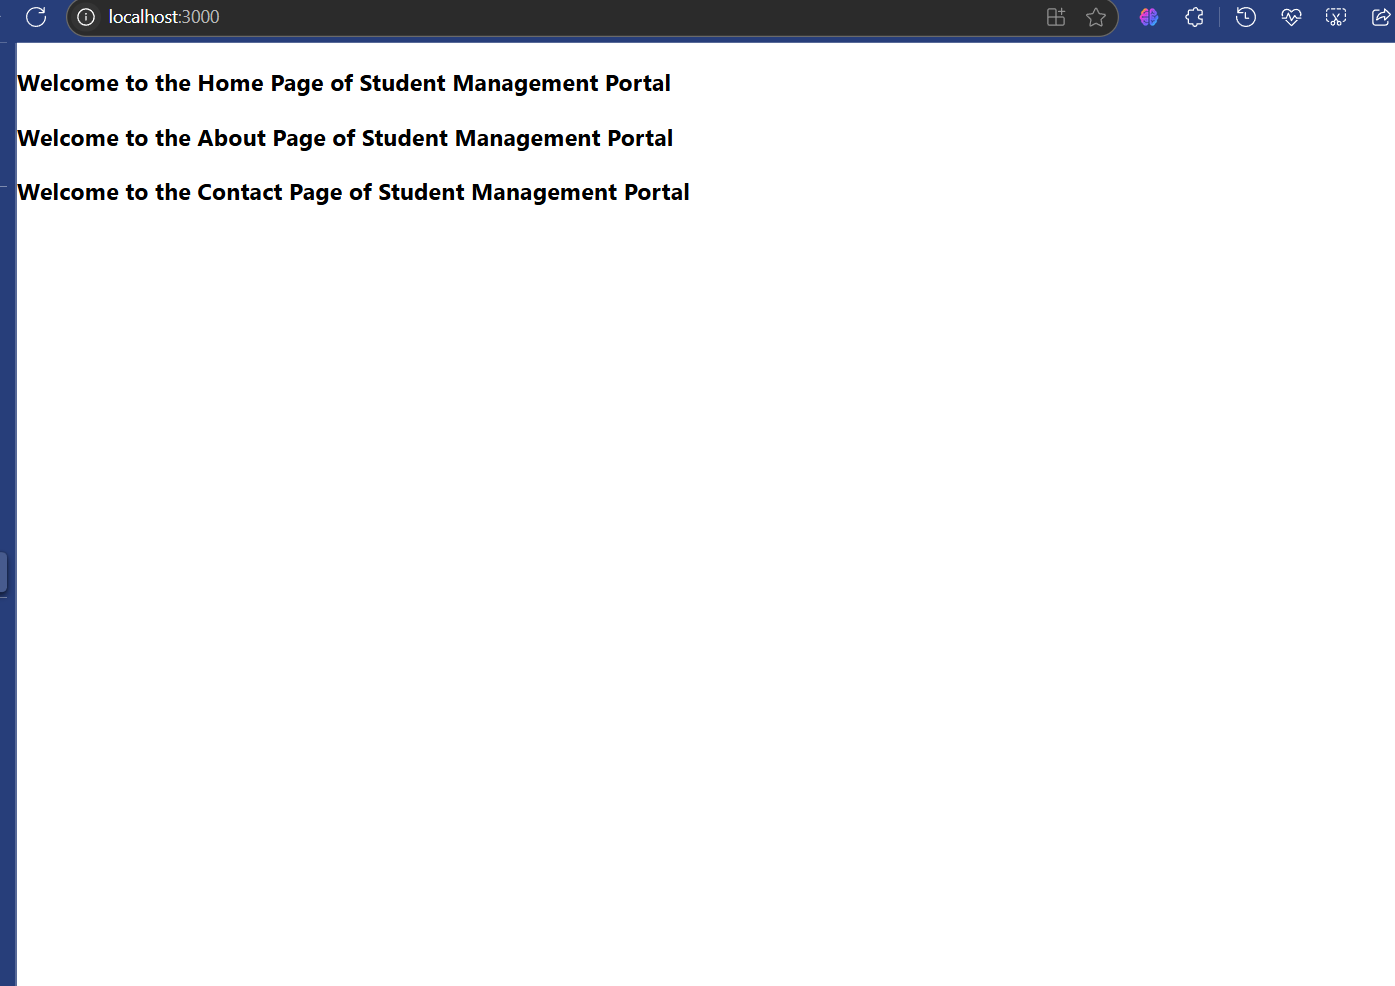 localhost:3000
Welcome to the Home Page of Student Management Portal
Welcome to the About Page of Student Management Portal
Welcome to the Contact Page of Student Management Portal